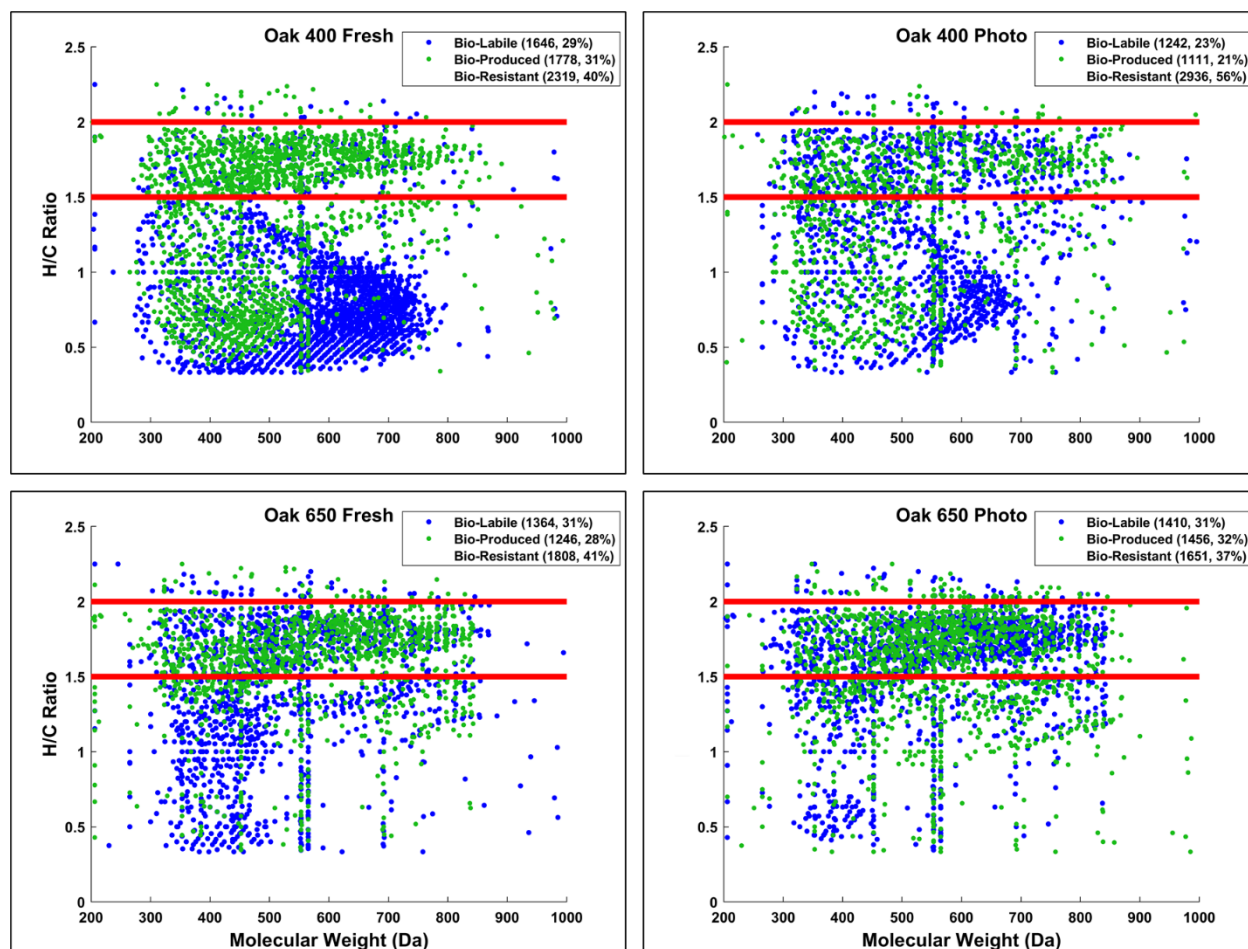 Oak 400 Fresh
Bio-Labile (1646, 29%)
Bio-Produced (1778, 31%)
Bio-Resistant (2319, 40%)
H/C Ratio
2.5
2
1.5
1
0.5
0
200 300 400 500 600 700 800 900 1000
Oak 400 Photo
Bio-Labile (1242, 23%)
Bio-Produced (1111, 21%)
Bio-Resistant (2936, 56%)
2.5
2
1.5
1
0.5
0
200 300 400 500 600 700 800 900 1000
Oak 650 Fresh
Bio-Labile (1364, 31%)
Bio-Produced (1246, 28%)
Bio-Resistant (1808, 41%)
H/C Ratio
2.5
2
1.5
1
0.5
0
200 300 400 500 600 700 800 900 1000
Molecular Weight (Da)
Oak 650 Photo
Bio-Labile (1410, 31%)
Bio-Produced (1456, 32%)
Bio-Resistant (1651, 37%)
2.5
2
1.5
1
0.5
0
200 300 400 500 600 700 800 900 1000
Molecular Weight (Da)